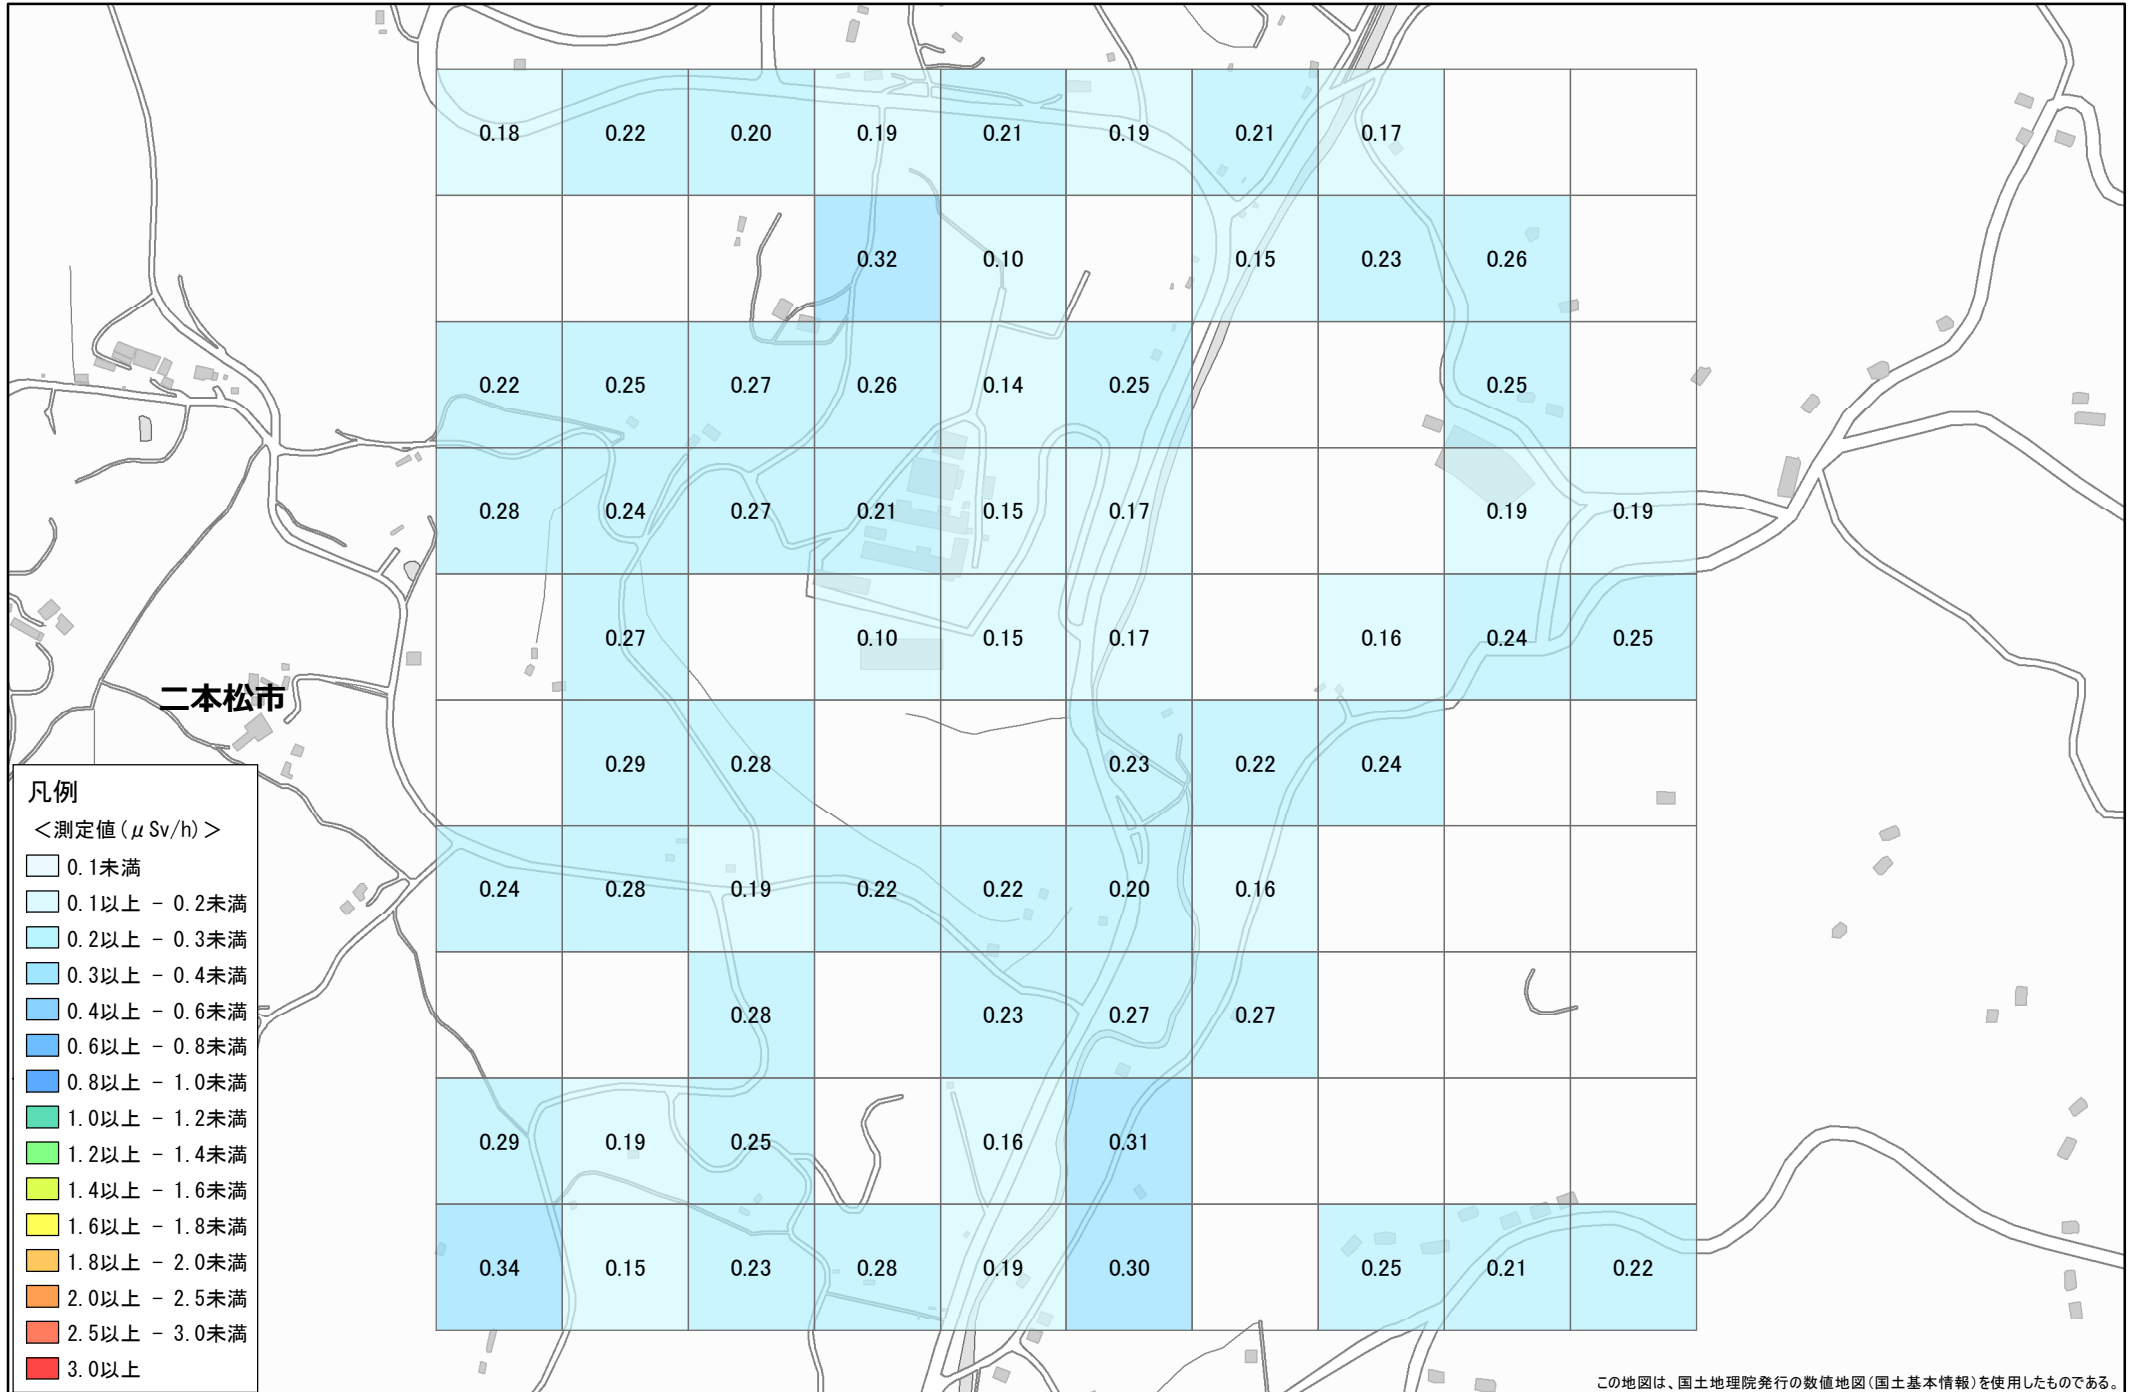 0.18 0.22 0.20 0.19 0.21 0.19 0.21 0.17
0.32 0.10 0.15 0.23 0.26
0.22 0.25 0.27 0.26 0.14 0.25 0.25
0.28 0.24 0.27 0.21 0.15 0.17 0.19 0.19
0.27 0.10 0.15 0.17 0.16 0.24 0.25
二本松市
0.29 0.28 0.23 0.22 0.24
0.24 0.28 0.19 0.22 0.22 0.20 0.16
0.28 0.23 0.27 0.27
0.29 0.19 0.25 0.16 0.31
0.34 0.15 0.23 0.28 0.19 0.30 0.25 0.21 0.22
凡例
＜測定値(μSv/h)＞
0.1未満
0.1以上 - 0.2未満
0.2以上 - 0.3未満
0.3以上 - 0.4未満
0.4以上 - 0.6未満
0.6以上 - 0.8未満
0.8以上 - 1.0未満
1.0以上 - 1.2未満
1.2以上 - 1.4未満
1.4以上 - 1.6未満
1.6以上 - 1.8未満
1.8以上 - 2.0未満
2.0以上 - 2.5未満
2.5以上 - 3.0未満
3.0以上
この地図は、国土地理院発行の数値地図(国土基本情報)を使用したものである。